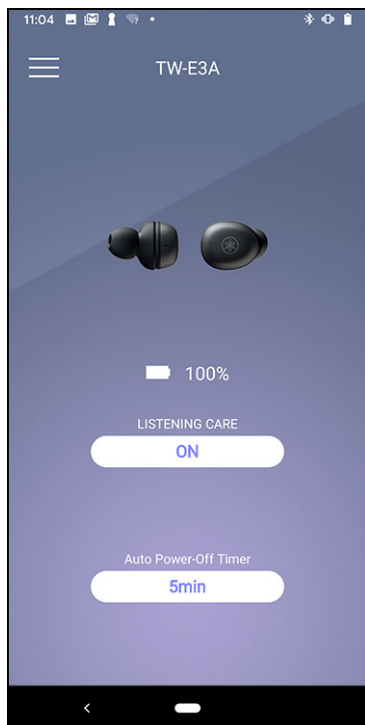 11:04
TW-E3A
100%
LISTENING CARE
ON
Auto Power-Off Timer
5min